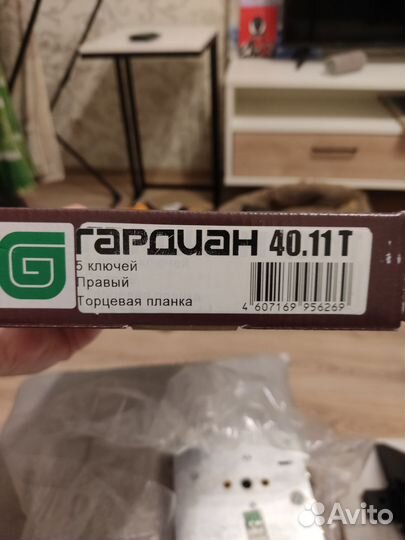 ГАРДИАН 40.11 Т
5 ключей
Правый
Торцевая планка
4 607169 956269
Avito